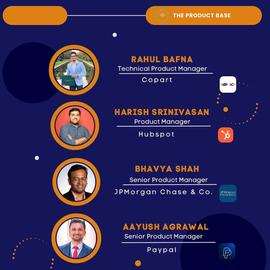 THE PRODUCT BASE
RAHUL BAFNA
Technical Product Manager
Copart
HARISH SRINIVASAN
Product Manager
Hubspot
BHAVYA SHAH
Senior Product Manager
JPMorgan Chase & Co.
AAYUSH AGRAWAL
Senior Product Manager
Paypal